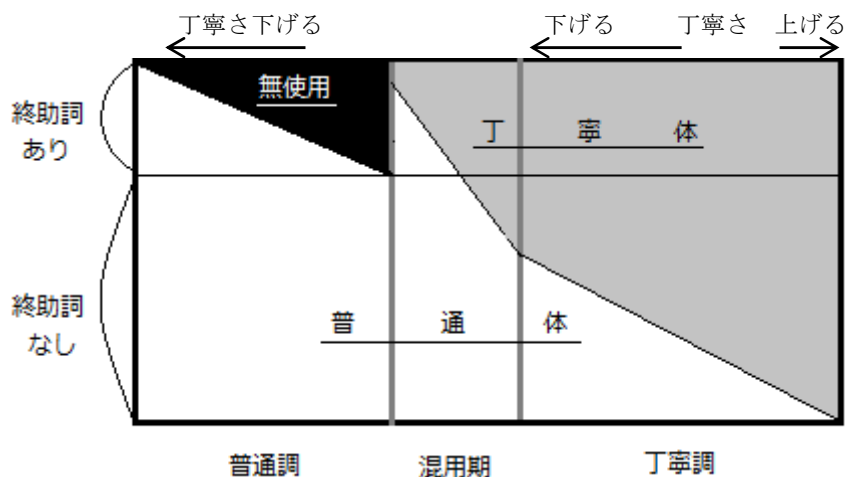 丁寧さ下げる
下げる 丁寧さ 上げる
無使用
終助詞
あり
丁寧体
終助詞
なし
普通体
普通調
混用期
丁寧調